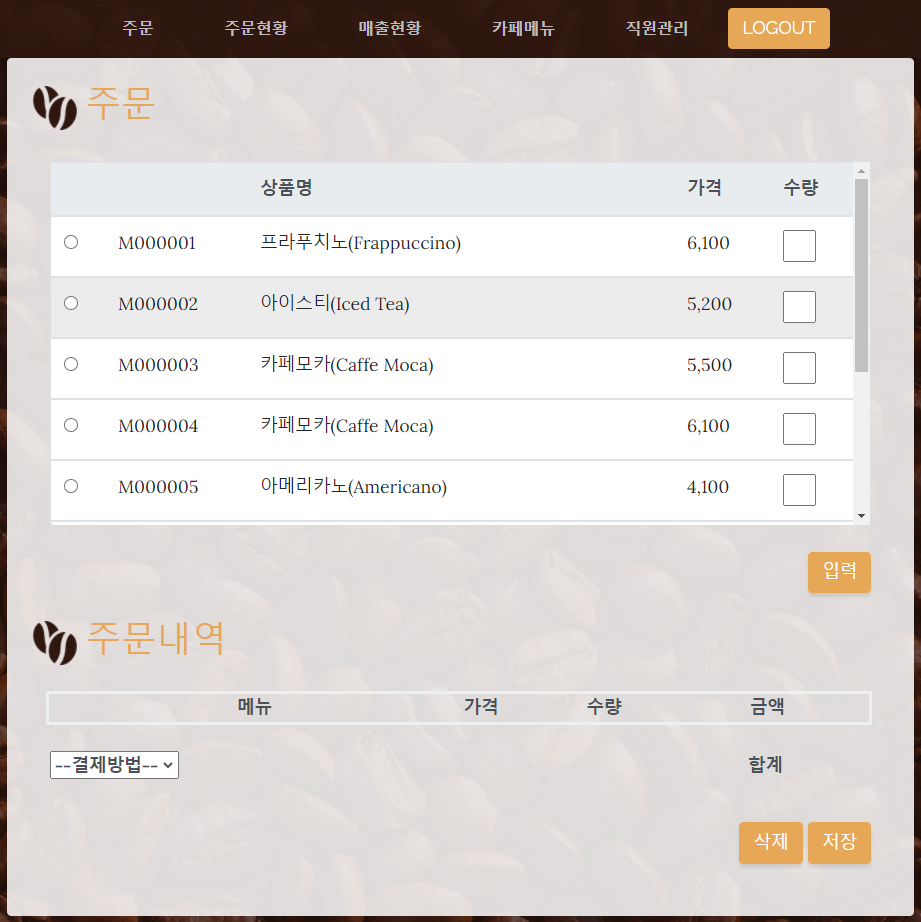 주문 주문현황 매출현황 카페메뉴 직원관리 LOGOUT
주문
상품명 가격 수량
M000001 프라푸치노(Frappuccino) 6,100
M000002 아이스티(Iced Tea) 5,200
M000003 카페모카(Caffe Moca) 5,500
M000004 카페모카(Caffe Moca) 6,100
M000005 아메리카노(Americano) 4,100
입력
주문내역
메뉴 가격 수량 금액
--결제방법-- 합계
삭제 저장